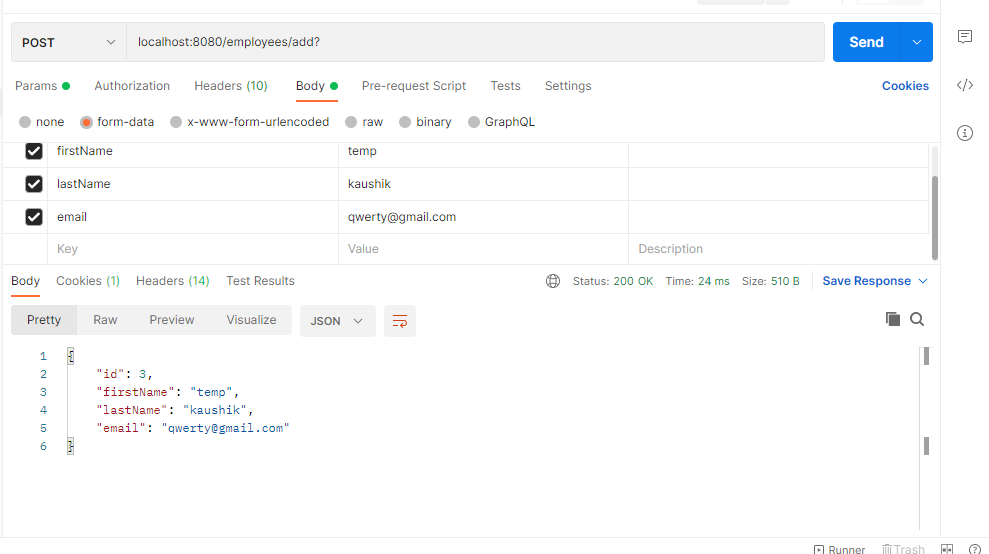 POST localhost:8080/employees/add? Send
Params Authorization Headers (10) Body Pre-request Script Tests Settings Cookies
none form-data x-www-form-urlencoded raw binary GraphQL
firstName temp
lastName kaushik
email qwerty@gmail.com
Key Value Description
Body Cookies (1) Headers (14) Test Results Status: 200 OK Time: 24 ms Size: 510 B Save Response
Pretty Raw Preview Visualize JSON
1 {
2 "id": 3,
3 "firstName": "temp",
4 "lastName": "kaushik",
5 "email": "qwerty@gmail.com"
6 }
Runner Trash